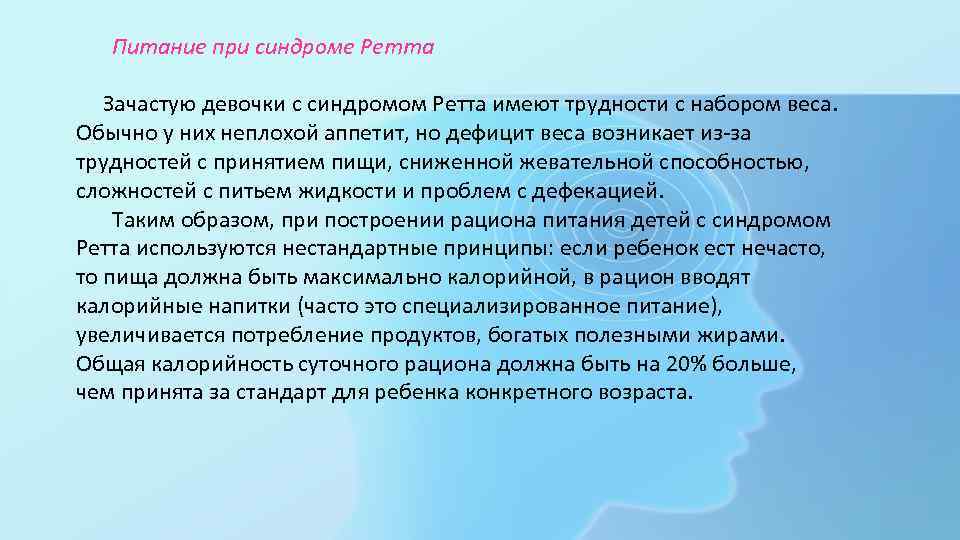 Питание при синдроме Ретта
Зачастую девочки с синдромом Ретта имеют трудности с набором веса.
Обычно у них неплохой аппетит, но дефицит веса возникает из-за
трудностей с принятием пищи, сниженной жевательной способностью,
сложностей с питьем жидкости и проблем с дефекацией.
Таким образом, при построении рациона питания детей с синдромом
Ретта используются нестандартные принципы: если ребенок ест нечасто,
то пища должна быть максимально калорийной, в рацион вводят
калорийные напитки (часто это специализированное питание),
увеличивается потребление продуктов, богатых полезными жирами.
Общая калорийность суточного рациона должна быть на 20% больше,
чем принята за стандарт для ребенка конкретного возраста.